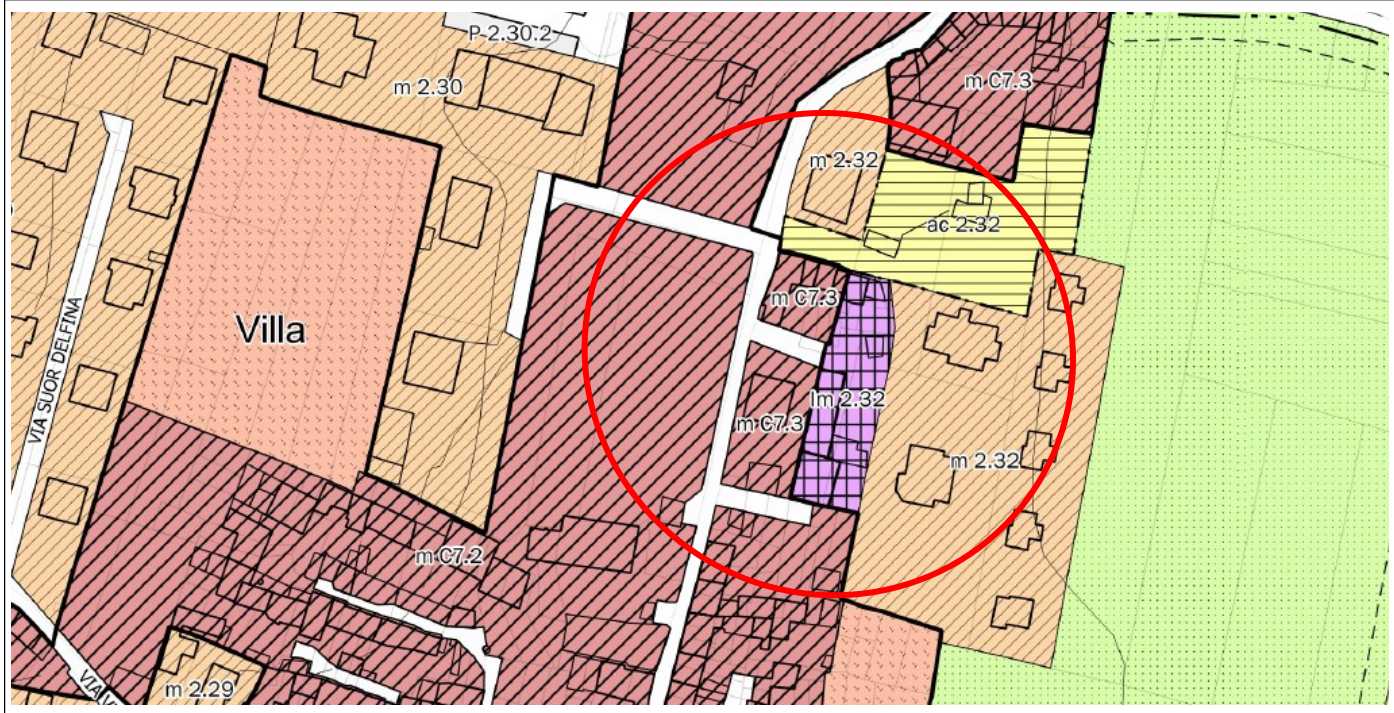 P-2.30.2
m 2.30
m C7.3
m 2.32
ac 2.32
m C7.3
Villa
VIA SUOR DELFINA
lm 2.32
m C7.3
m 2.32
m C7.2
m 2.29